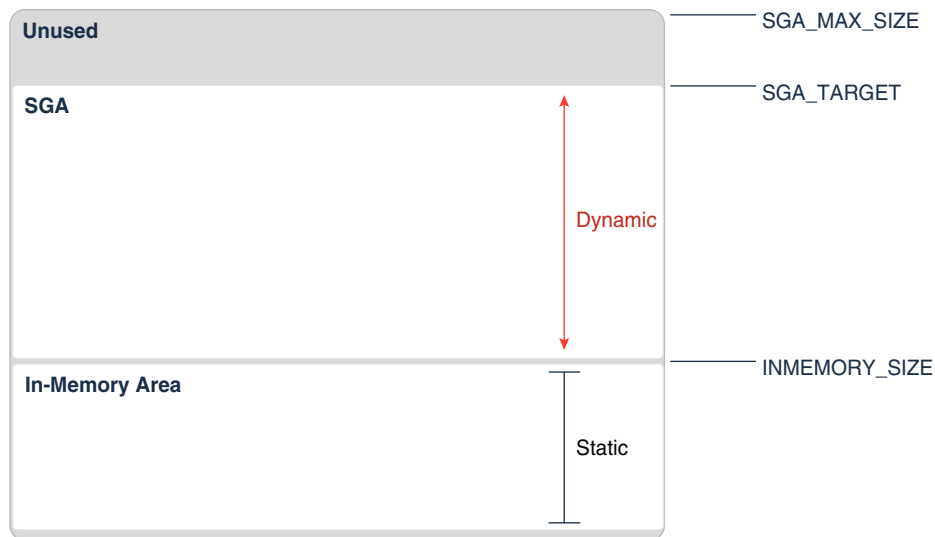 Unused
SGA_MAX_SIZE
SGA_TARGET
SGA
Dynamic
INMEMORY_SIZE
In-Memory Area
Static